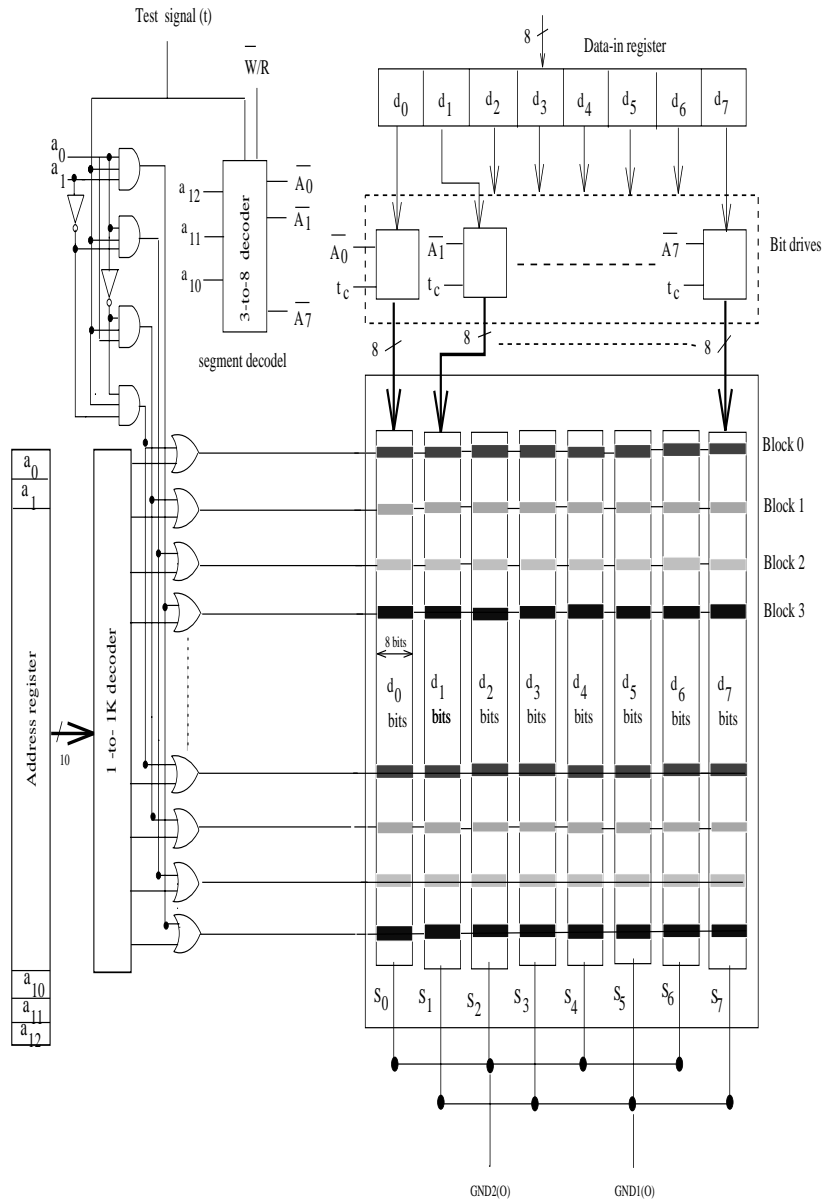 Test signal (t)
W/R
8
Data-in register
d0 d1 d2 d3 d4 d5 d6 d7
a0
a1
a12
a11
a10
3-to-8 decoder
A0
A1
A7
segment decodel
A0
tc
A1
tc
A7
tc
Bit drives
8
8
8
Block 0
Block 1
Block 2
Block 3
a0
a1
Address register
a10
a11
a12
10
1 -to- 1K decoder
8 bits
d0 d1 d2 d3 d4 d5 d6 d7
bits bits bits bits bits bits bits bits
S0 S1 S2 S3 S4 S5 S6 S7
GND2(O)
GND1(O)